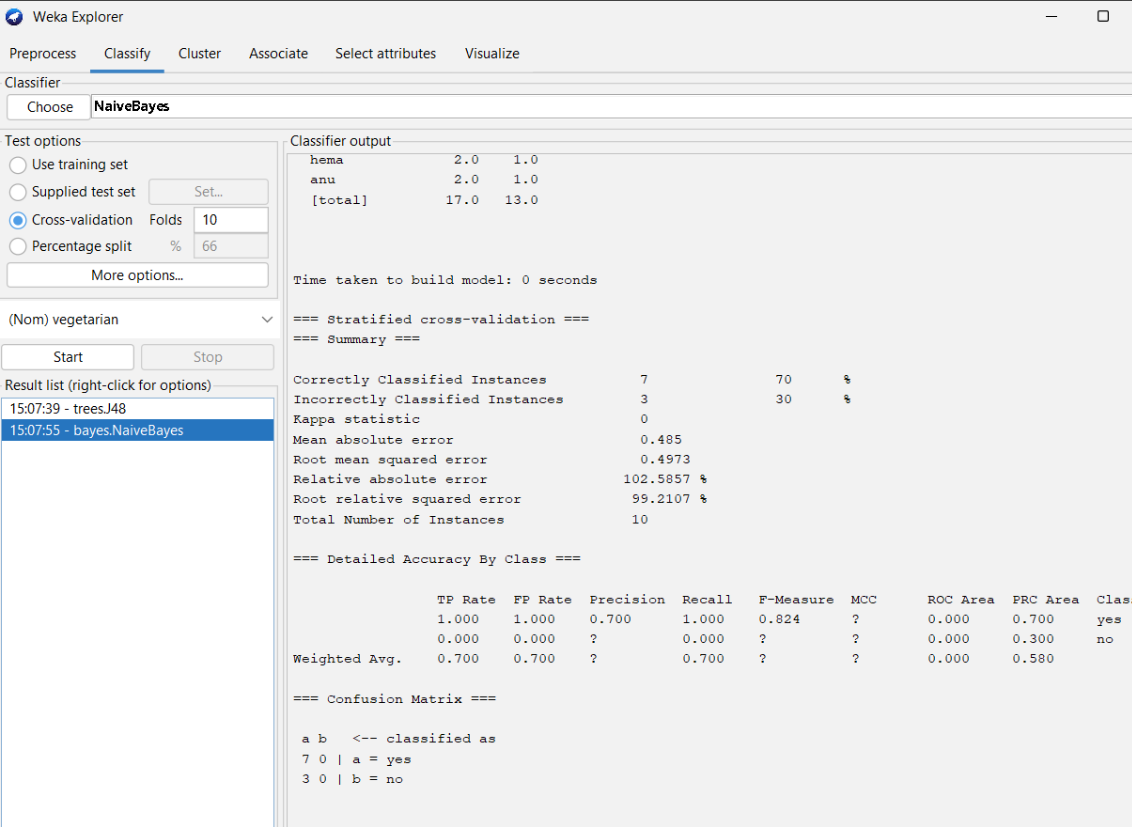 Weka Explorer
Preprocess Classify Cluster Associate Select attributes Visualize
Classifier
Choose NaiveBayes
Test options
Use training set
Supplied test set Set...
Cross-validation Folds 10
Percentage split % 66
More options...
(Nom) vegetarian
Start Stop
Result list (right-click for options)
15:07:39 - trees.J48
15:07:55 - bayes.NaiveBayes
Classifier output
hema 2.0 1.0
anu 2.0 1.0
[total] 17.0 13.0
Time taken to build model: 0 seconds
=== Stratified cross-validation ===
=== Summary ===
Correctly Classified Instances 7 70 %
Incorrectly Classified Instances 3 30 %
Kappa statistic 0
Mean absolute error 0.485
Root mean squared error 0.4973
Relative absolute error 102.5857 %
Root relative squared error 99.2107 %
Total Number of Instances 10
=== Detailed Accuracy By Class ===
TP Rate FP Rate Precision Recall F-Measure MCC ROC Area PRC Area Clas
1.000 1.000 0.700 1.000 0.824 ? 0.000 0.700 yes
0.000 0.000 ? 0.000 ? ? 0.000 0.300 no
Weighted Avg. 0.700 0.700 ? 0.700 ? ? 0.000 0.580
=== Confusion Matrix ===
a b <-- classified as
7 0 | a = yes
3 0 | b = no